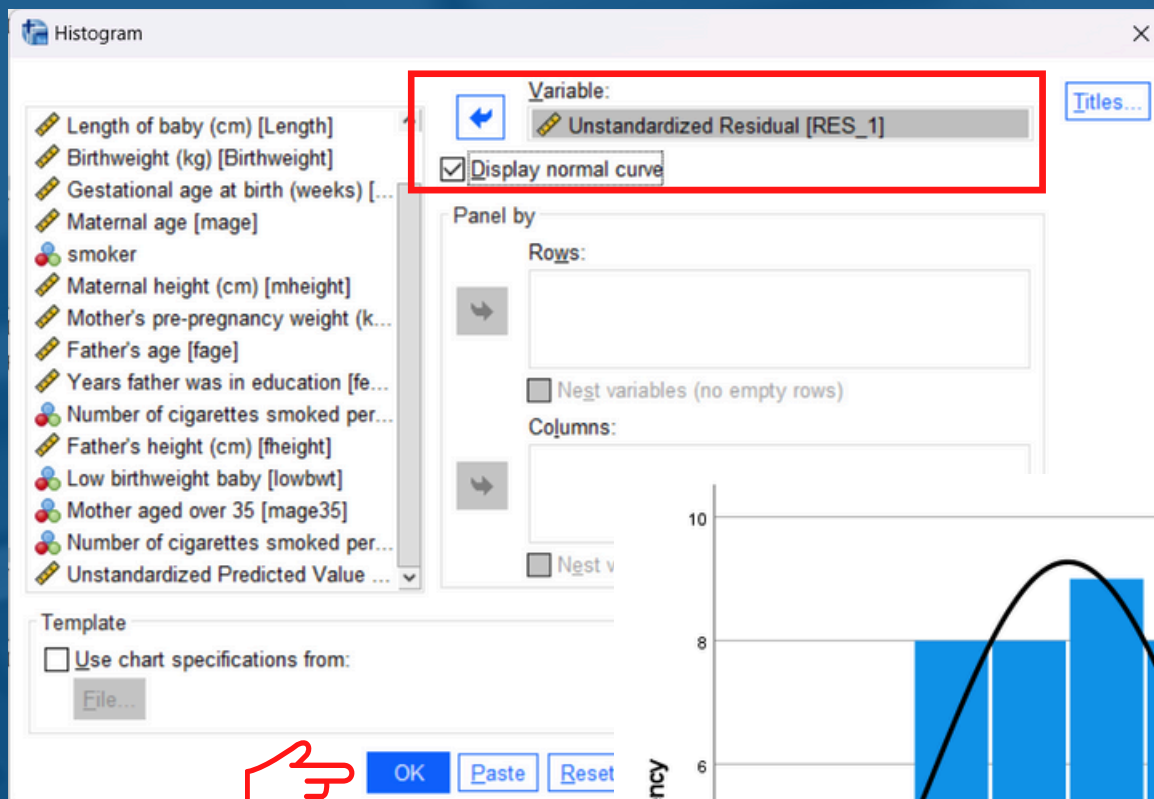 Histogram
Variable:
Titles...
Unstandardized Residual [RES_1]
Display normal curve
Length of baby (cm) [Length]
Birthweight (kg) [Birthweight]
Gestational age at birth (weeks) [...
Maternal age [mage]
smoker
Maternal height (cm) [mheight]
Mother's pre-pregnancy weight (k...
Father's age [fage]
Years father was in education [fe...
Number of cigarettes smoked per...
Father's height (cm) [fheight]
Low birthweight baby [lowbwt]
Mother aged over 35 [mage35]
Number of cigarettes smoked per...
Unstandardized Predicted Value ...
Panel by
Rows:
Nest variables (no empty rows)
Columns:
Nest v
Template
Use chart specifications from:
File...
OK
Paste
Reset
10
8
6
ncy